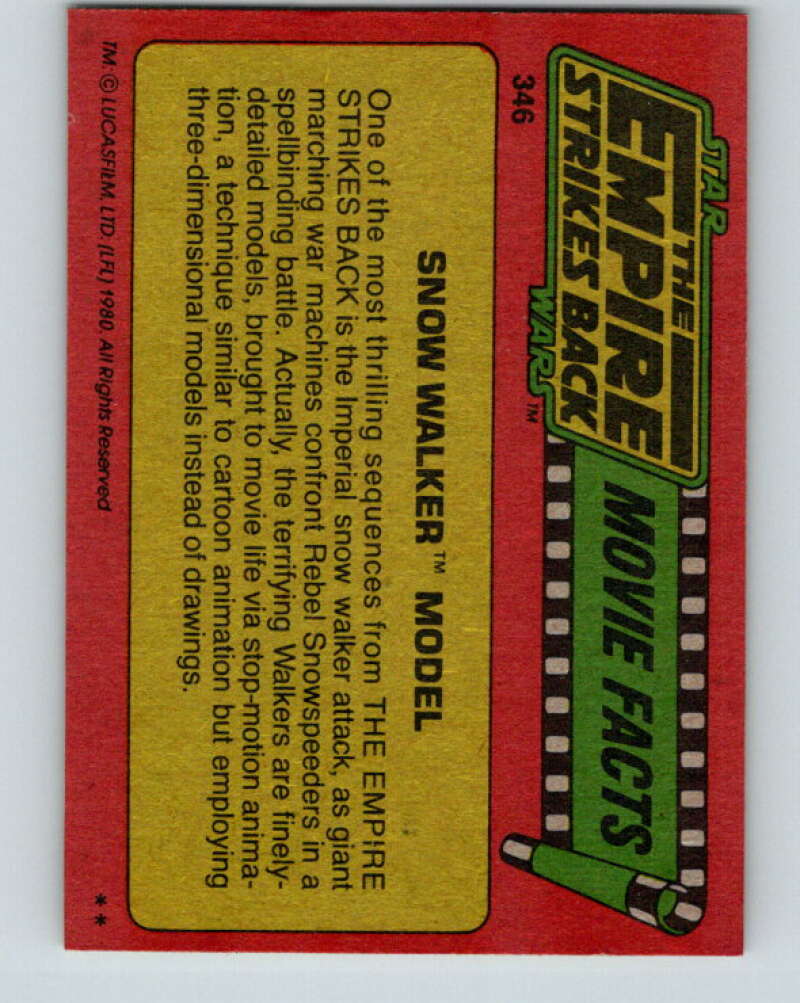 STAR
THE
EMPIRE
STRIKES BACK
WARS™
MOVIE FACTS
346
SNOW WALKER™ MODEL
One of the most thrilling sequences from THE EMPIRE
STRIKES BACK is the Imperial snow walker attack, as giant
marching war machines confront Rebel Snowspeeders in a
spellbinding battle. Actually, the terrifying Walkers are finely-
detailed models, brought to movie life via stop-motion anima-
tion, a technique similar to cartoon animation but employing
three-dimensional models instead of drawings.
TM: © LUCASFILM, LTD. (LFL) 1980. All Rights Reserved
**